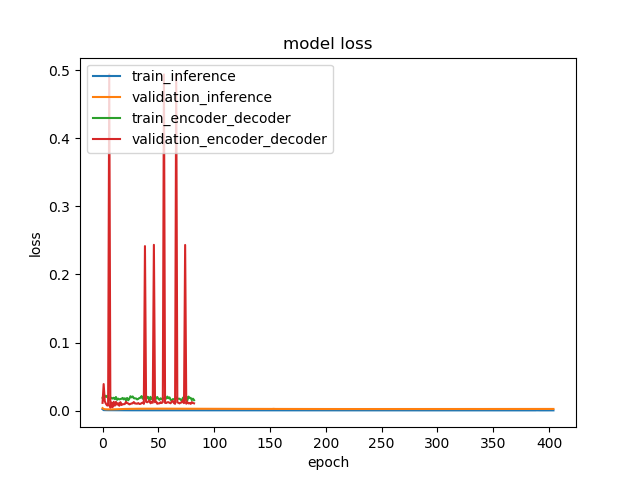 model loss
train_inference
validation_inference
train_encoder_decoder
validation_encoder_decoder
loss
0.5
0.4
0.3
0.2
0.1
0.0
0 50 100 150 200 250 300 350 400
epoch